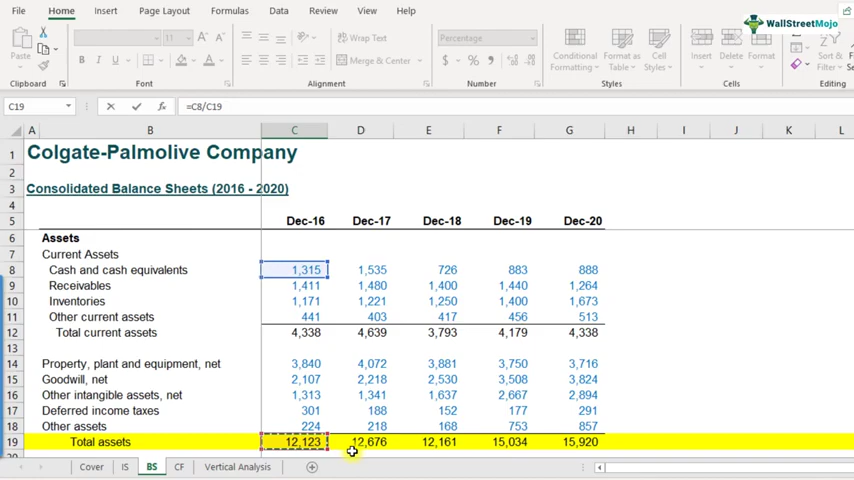 File Home Insert Page Layout Formulas Data Review View Help
WallStreetMojo
11 Wrap Text Percentage
Paste B I U Merge & Center $ % Conditional Formatting Format as Table Cell Styles Insert Delete Format Sort & Filter
Clipboard Font Alignment Number Styles Cells Editing
C19 =C8/C19
A B C D E F G H I J K L
1 Colgate-Palmolive Company
2
3 Consolidated Balance Sheets (2016 - 2020)
4
5 Dec-16 Dec-17 Dec-18 Dec-19 Dec-20
6 Assets
7 Current Assets
8 Cash and cash equivalents 1,315 1,535 726 883 888
9 Receivables 1,411 1,480 1,400 1,440 1,264
10 Inventories 1,171 1,221 1,250 1,400 1,673
11 Other current assets 441 403 417 456 513
12 Total current assets 4,338 4,639 3,793 4,179 4,338
13
14 Property, plant and equipment, net 3,840 4,072 3,881 3,750 3,716
15 Goodwill, net 2,107 2,218 2,530 3,508 3,824
16 Other intangible assets, net 1,313 1,341 1,637 2,667 2,894
17 Deferred income taxes 301 188 152 177 291
18 Other assets 224 218 168 753 857
19 Total assets 12,123 12,676 12,161 15,034 15,920
Cover IS BS CF Vertical Analysis